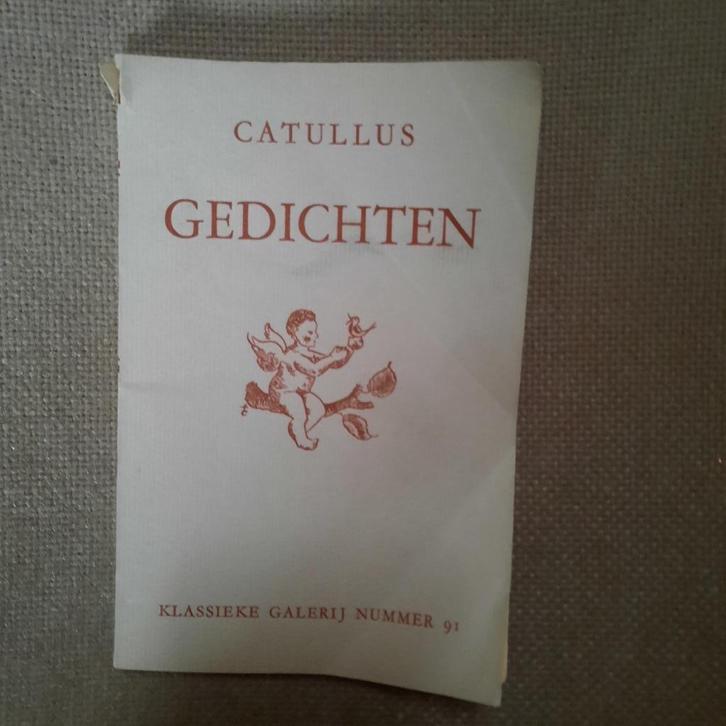 CATULLUS
GEDICHTEN
KLASSIEKE GALERIJ NUMMER 91